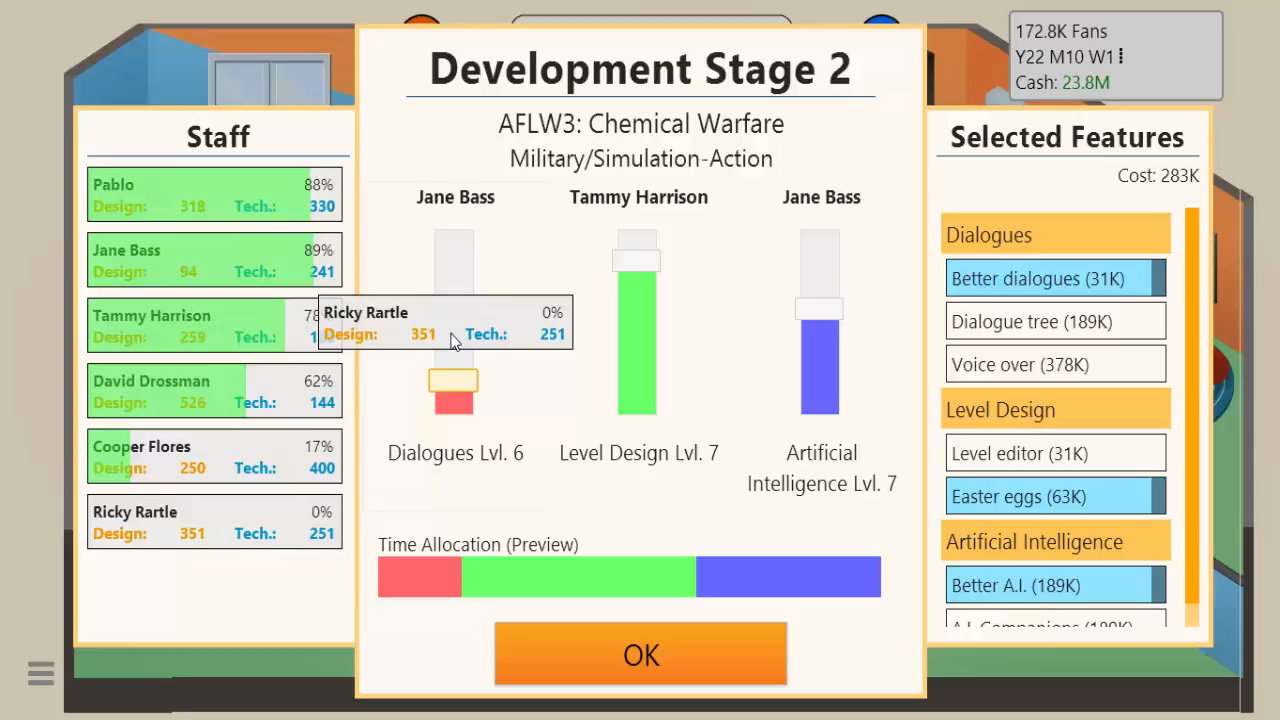 172.8K Fans
Y22 M10 W1
Cash: 23.8M
Development Stage 2
AFLW3: Chemical Warfare
Military/Simulation-Action
Staff
Pablo 88%
Design: 318 Tech.: 330
Jane Bass 89%
Design: 94 Tech.: 241
Tammy Harrison
Design: 259
David Drossman 62%
Design: 526 Tech.: 144
Cooper Flores 17%
Design: 250 Tech.: 400
Ricky Rartle 0%
Design: 351 Tech.: 251
Jane Bass Tammy Harrison Jane Bass
Ricky Rartle 0%
Design: 351 Tech.: 251
Dialogues Lvl. 6 Level Design Lvl. 7 Artificial
Intelligence Lvl. 7
Time Allocation (Preview)
OK
Selected Features
Cost: 283K
Dialogues
Better dialogues (31K)
Dialogue tree (189K)
Voice over (378K)
Level Design
Level editor (31K)
Easter eggs (63K)
Artificial Intelligence
Better A.I. (189K)
A.I. Companions (189K)